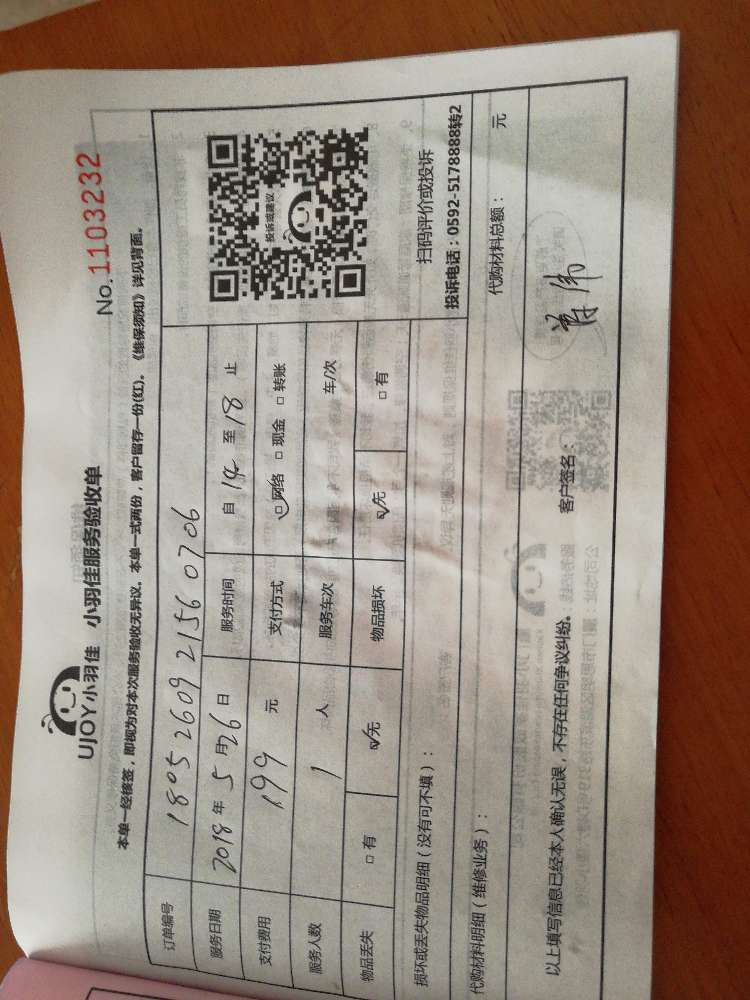 UJOY小羽佳 小羽佳服务验收单
No.1103232
本单一经核签，即视为对本次服务验收无异议。本单一式两份，客户留存一份(红)。《维保须知》详见背面。
订单编号 1805260921560706
服务日期 2018年5月26日 服务时间 自14至18止
支付费用 199元 支付方式 ☑网络 □现金 □转账
服务人数 1人 服务车次 车/次
物品丢失 □有 ☑无 物品损坏 ☑无 □有
投诉或建议
扫码评价或投诉
投诉电话：0592-5178888转2
损坏或丢失物品明细（没有可不填）：
代购材料明细（维修业务）： 代购材料总额： 元
以上填写信息已经本人确认无误，不存在任何争议纠纷。 客户签名：